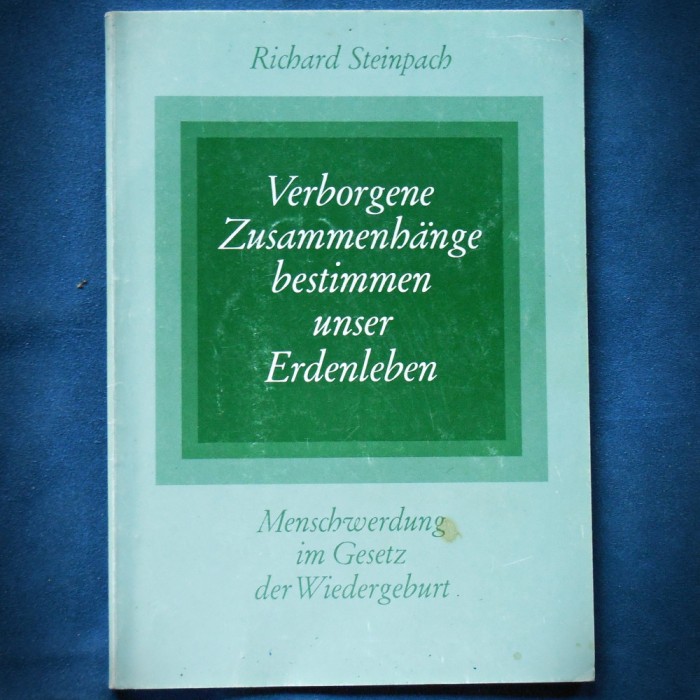 Richard Steinpach
Verborgene
Zusammenhänge
bestimmen
unser
Erdenleben
Menschwerdung
im Gesetz
der Wiedergeburt